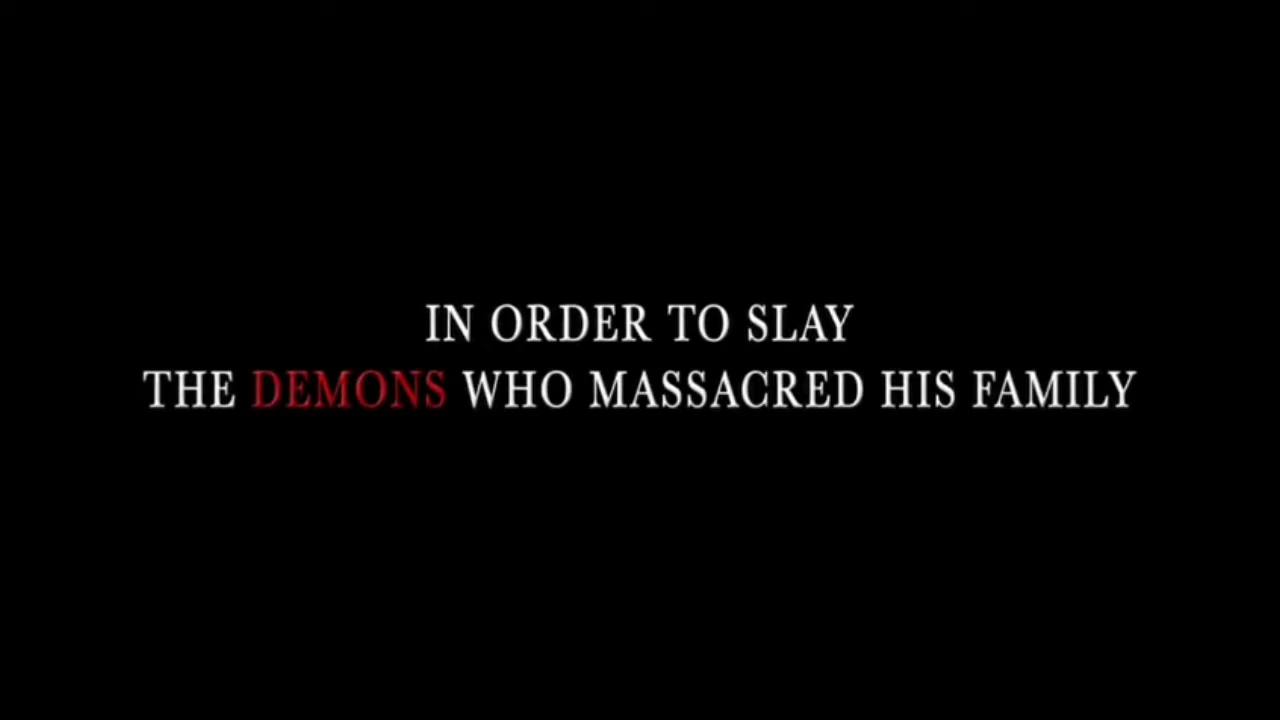 IN ORDER TO SLAY
THE DEMONS WHO MASSACRED HIS FAMILY